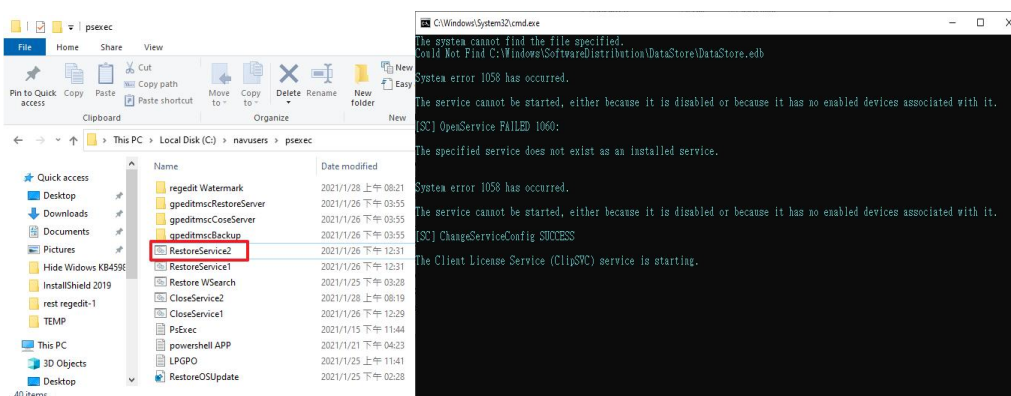 psexec
File
Home
Share
View
Pin to Quick access
Copy
Paste
Cut
Copy path
Paste shortcut
Move to
Copy to
Delete
Rename
New folder
New
Easy
Clipboard
Organize
New
This PC > Local Disk (C:) > navusers > psexec
Quick access
Desktop
Downloads
Documents
Pictures
Hide Widows KB4598
InstallShield 2019
rest regedit-1
TEMP
This PC
3D Objects
Desktop
40 items
Name
Date modified
regedit Watermark
2021/1/28 上午 08:21
gpeditmscRestoreServer
2021/1/26 下午 03:55
gpeditmscCoseServer
2021/1/26 下午 03:55
gpeditmscBackup
2021/1/26 下午 03:55
RestoreService2
2021/1/26 下午 12:31
RestoreService1
2021/1/26 下午 12:31
Restore WSearch
2021/1/25 下午 03:28
CloseService2
2021/1/28 上午 08:19
CloseService1
2021/1/26 下午 12:29
PsExec
2021/1/15 下午 11:44
powershell APP
2021/1/21 下午 04:23
LPGPO
2021/1/25 上午 11:41
RestoreOSUpdate
2021/1/25 下午 02:28
C:\Windows\System32\cmd.exe
The system cannot find the file specified.
Could Not Find C:\Windows\SoftwareDistribution\DataStore\DataStore.edb
System error 1058 has occurred.
The service cannot be started, either because it is disabled or because it has no enabled devices associated with it.
[SC] OpenService FAILED 1060:
The specified service does not exist as an installed service.
System error 1058 has occurred.
The service cannot be started, either because it is disabled or because it has no enabled devices associated with it.
[SC] ChangeServiceConfig SUCCESS
The Client License Service (ClipSVC) service is starting.